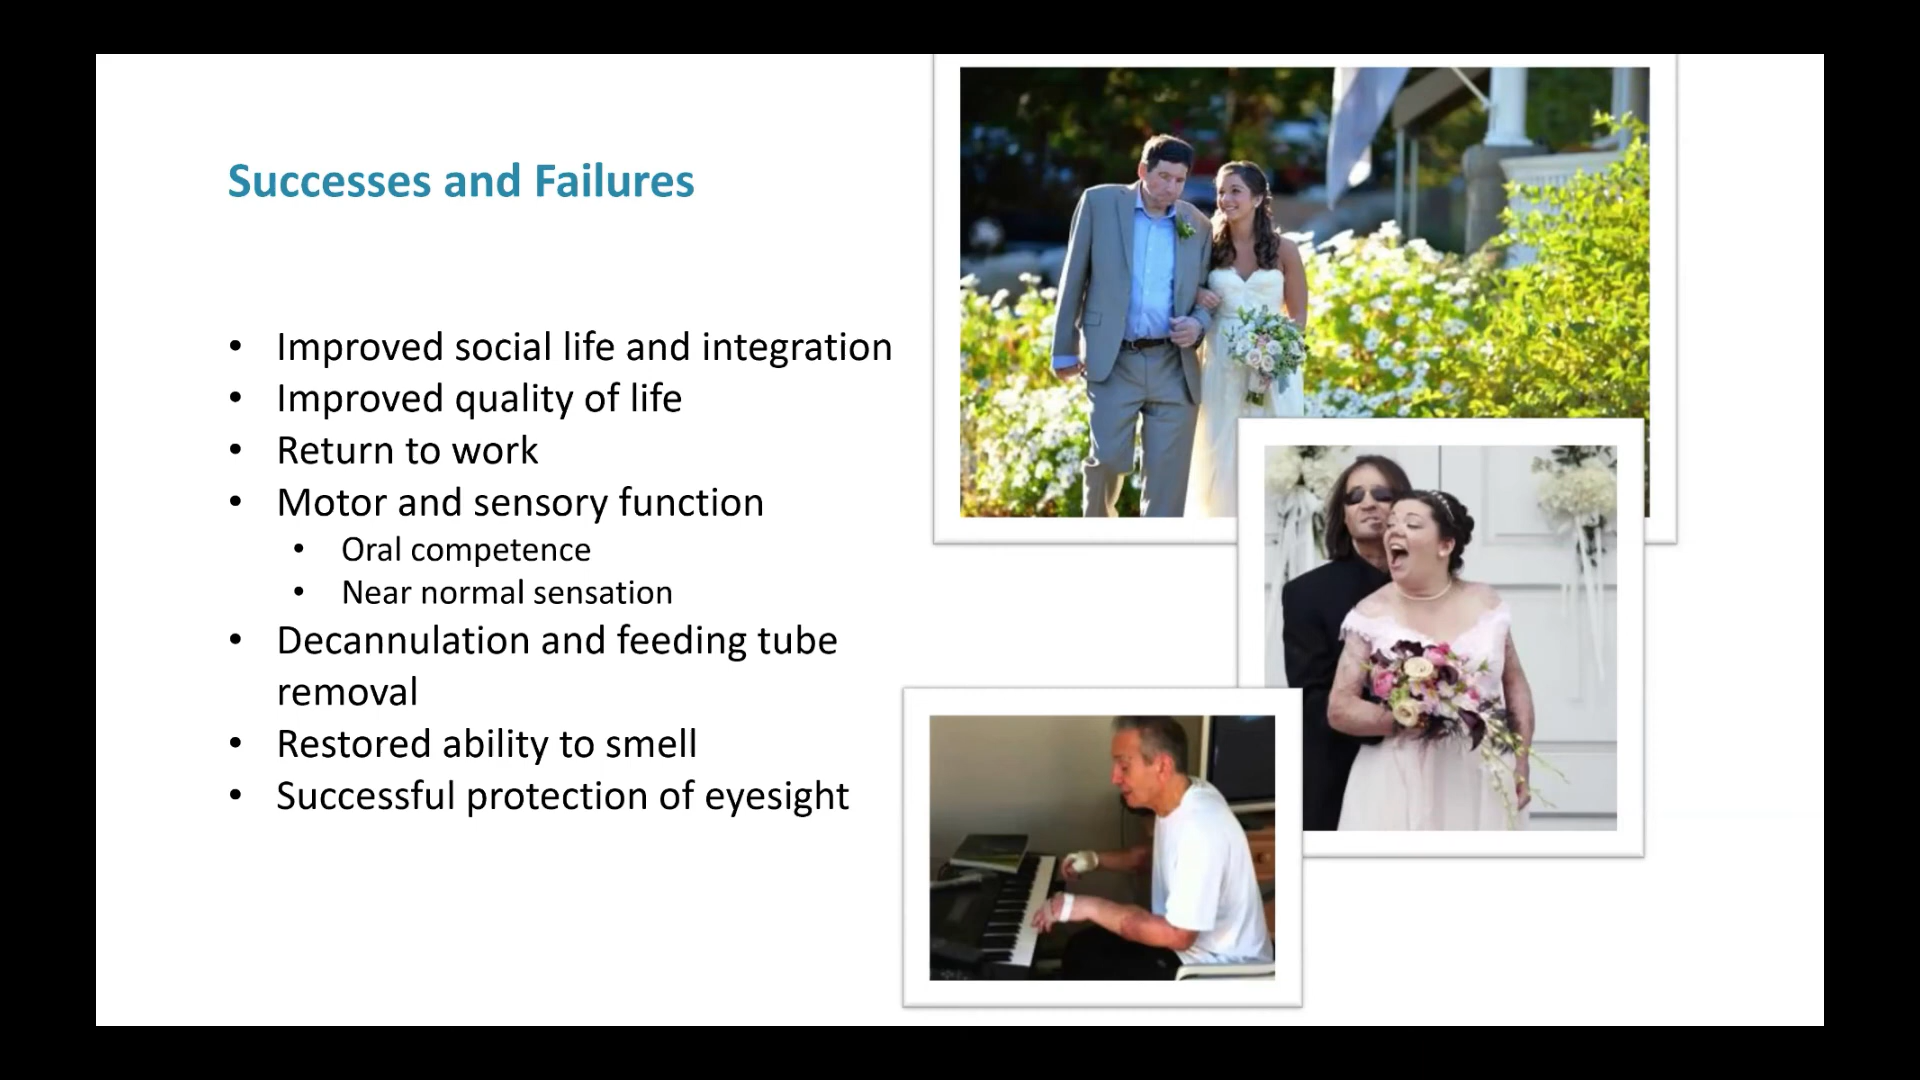 Successes and Failures
• Improved social life and integration
• Improved quality of life
• Return to work
• Motor and sensory function
• Oral competence
• Near normal sensation
• Decannulation and feeding tube
removal
• Restored ability to smell
• Successful protection of eyesight